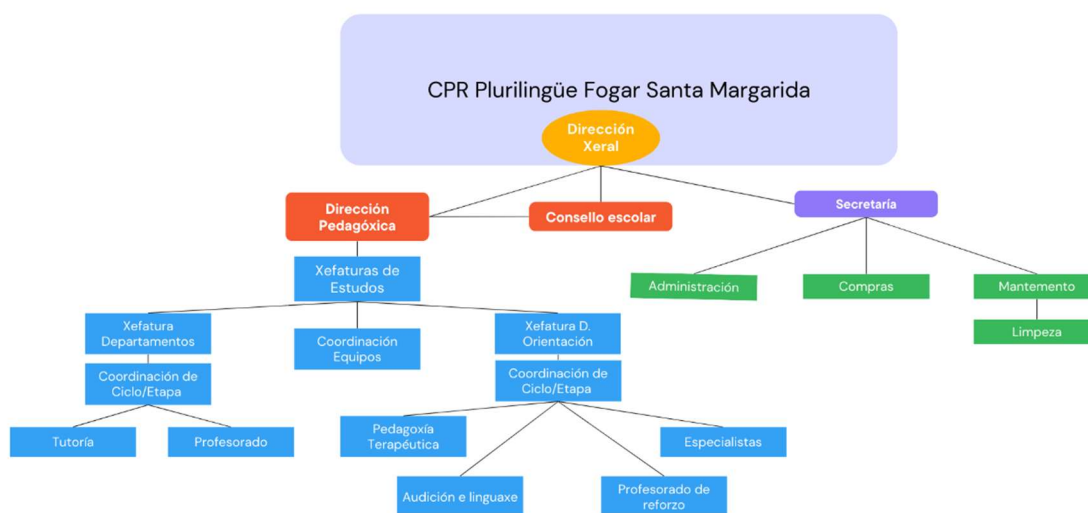 CPR Plurilingüe Fogar Santa Margarida
Dirección
Xeral
Dirección
Pedagóxica
Consello escolar
Secretaría
Xefaturas de
Estudos
Administración
Compras
Mantemento
Limpeza
Xefatura
Departamentos
Coordinación
Equipos
Xefatura D.
Orientación
Coordinación de
Ciclo/Etapa
Coordinación de
Ciclo/Etapa
Tutoría
Profesorado
Pedagoxía
Terapéutica
Especialistas
Audición e linguaxe
Profesorado de
reforzo